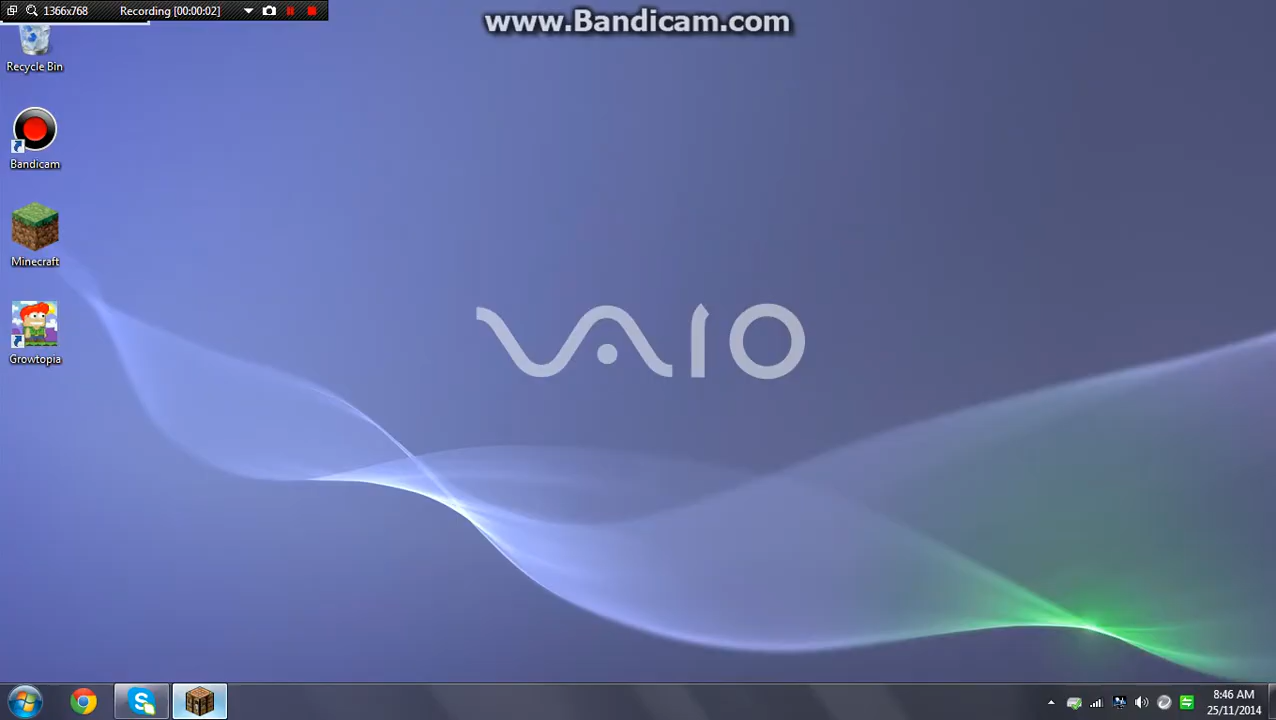 1366x768 Recording [00:00:02]
www.Bandicam.com
Recycle Bin
Bandicam
Minecraft
Growtopia
VAIO
8:46 AM
25/11/2014